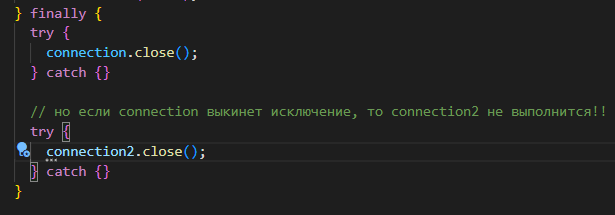 } finally {
try {
connection.close();
} catch {}
// но если connection выкинет исключение, то connection2 не выполнится!!
try {
connection2.close();
} catch {}
}